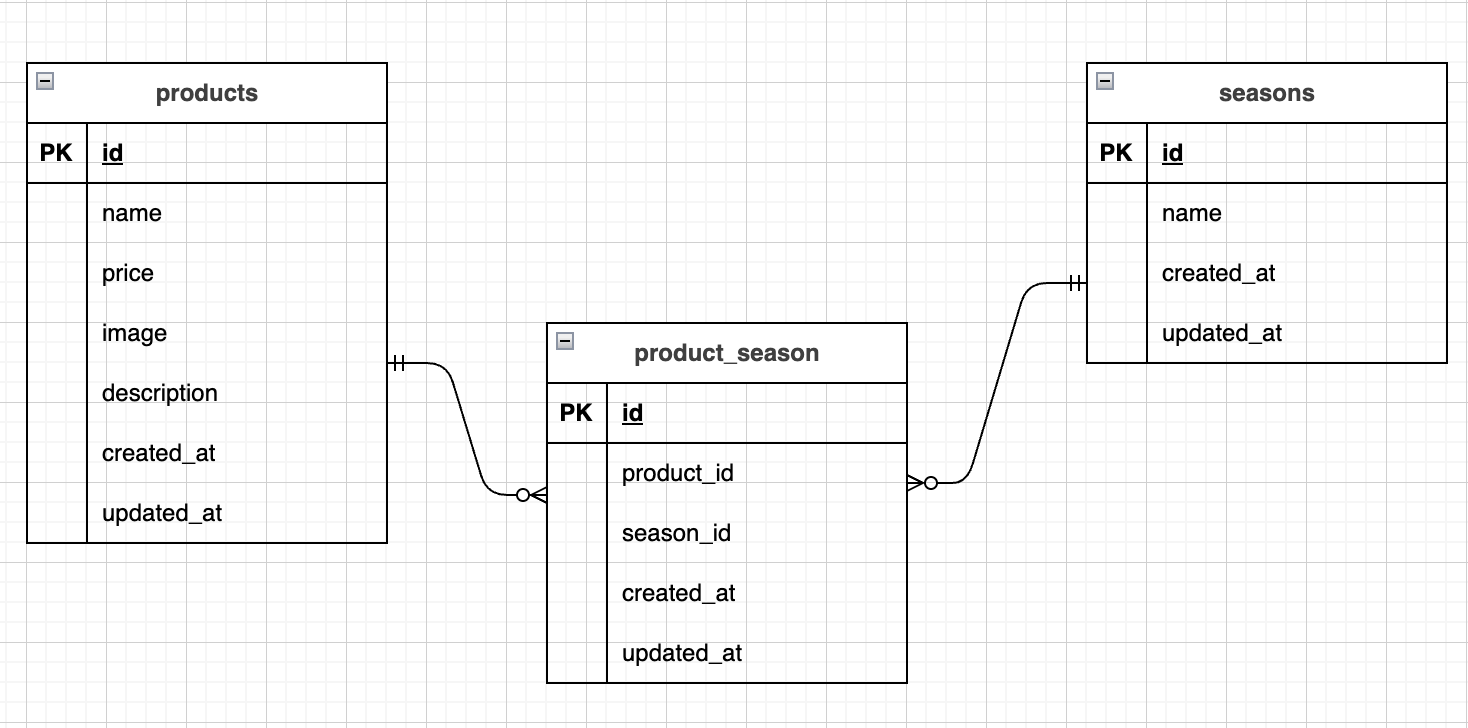 products
PK id
name
price
image
description
created_at
updated_at
product_season
PK id
product_id
season_id
created_at
updated_at
seasons
PK id
name
created_at
updated_at